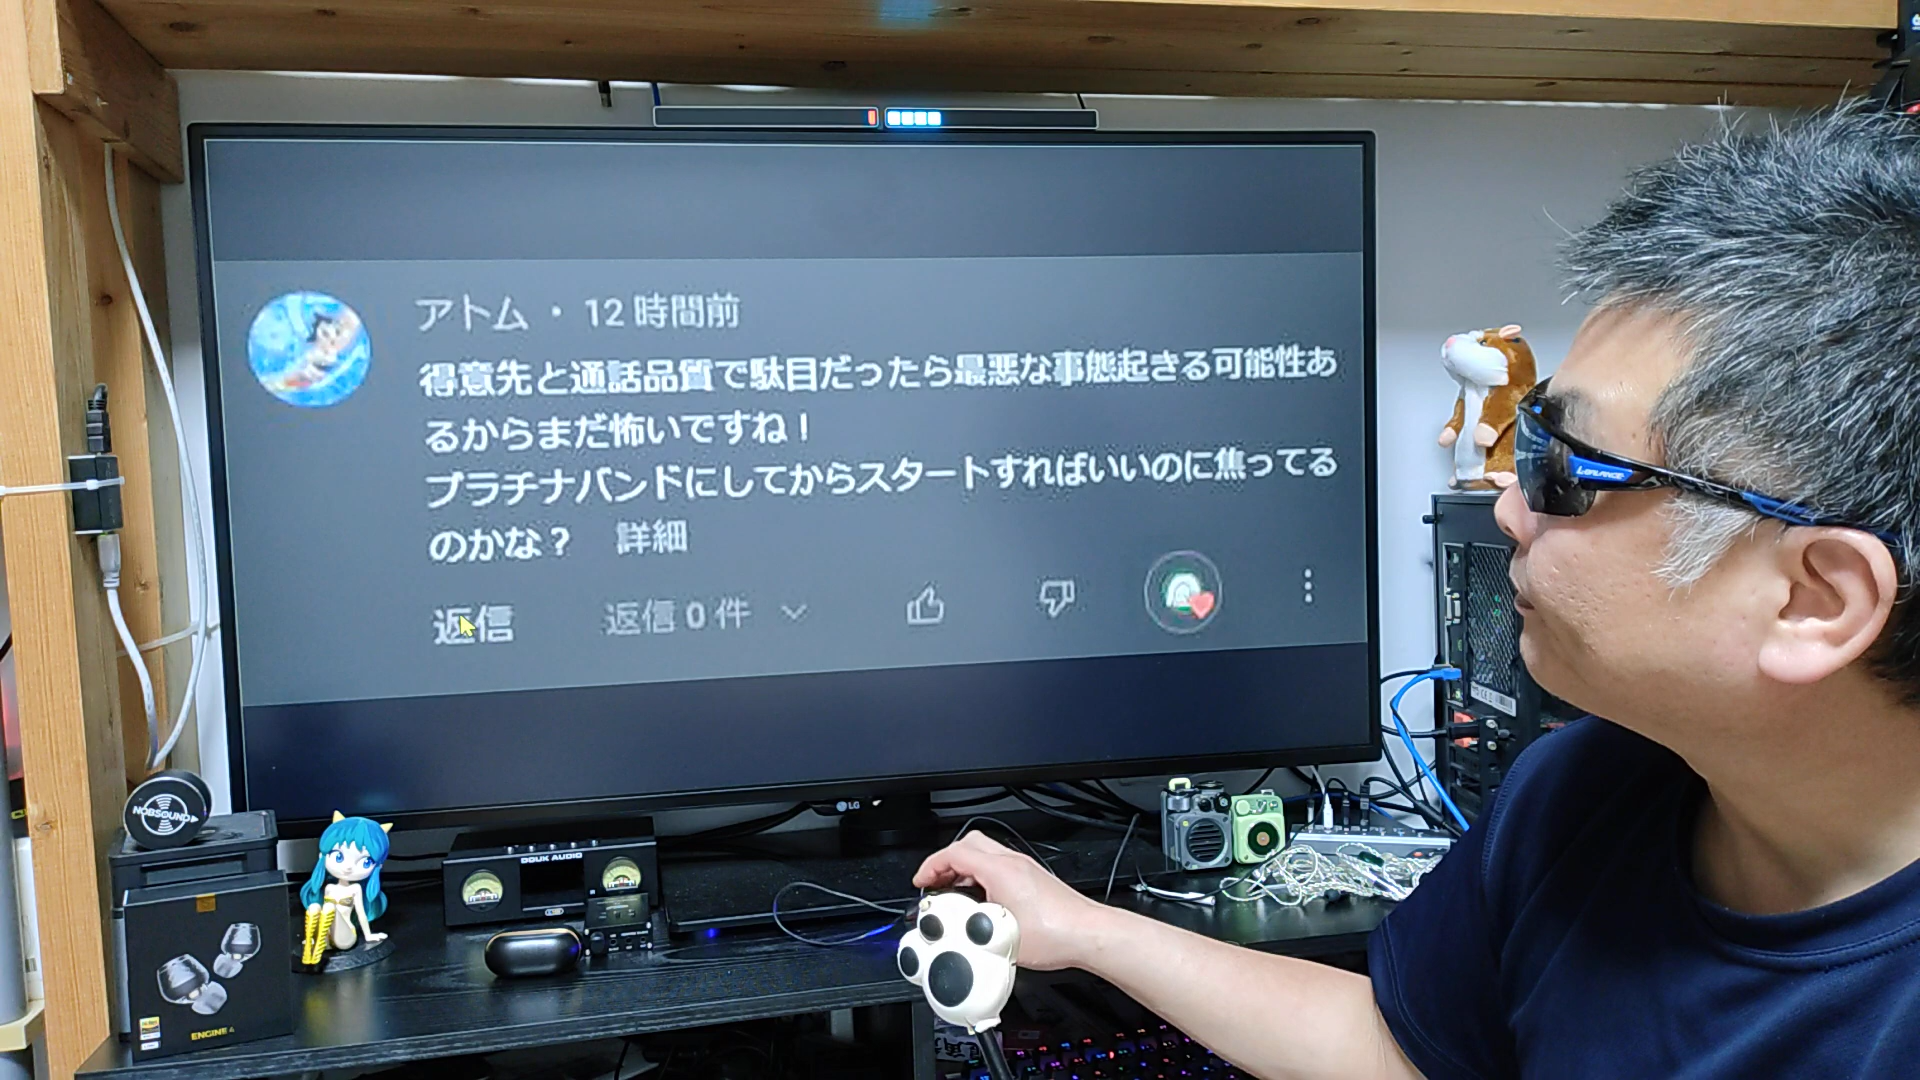 アトム ・ 12 時間前
得意先と通話品質で駄目だったら最悪な事態起きる可能性あ
るからまだ怖いですね！
プラチナバンドにしてからスタートすればいいのに焦ってる
のかな？ 詳細
返信 返信 0 件
LG
NOBSOUND
DOUK AUDIO
ENGINE 4